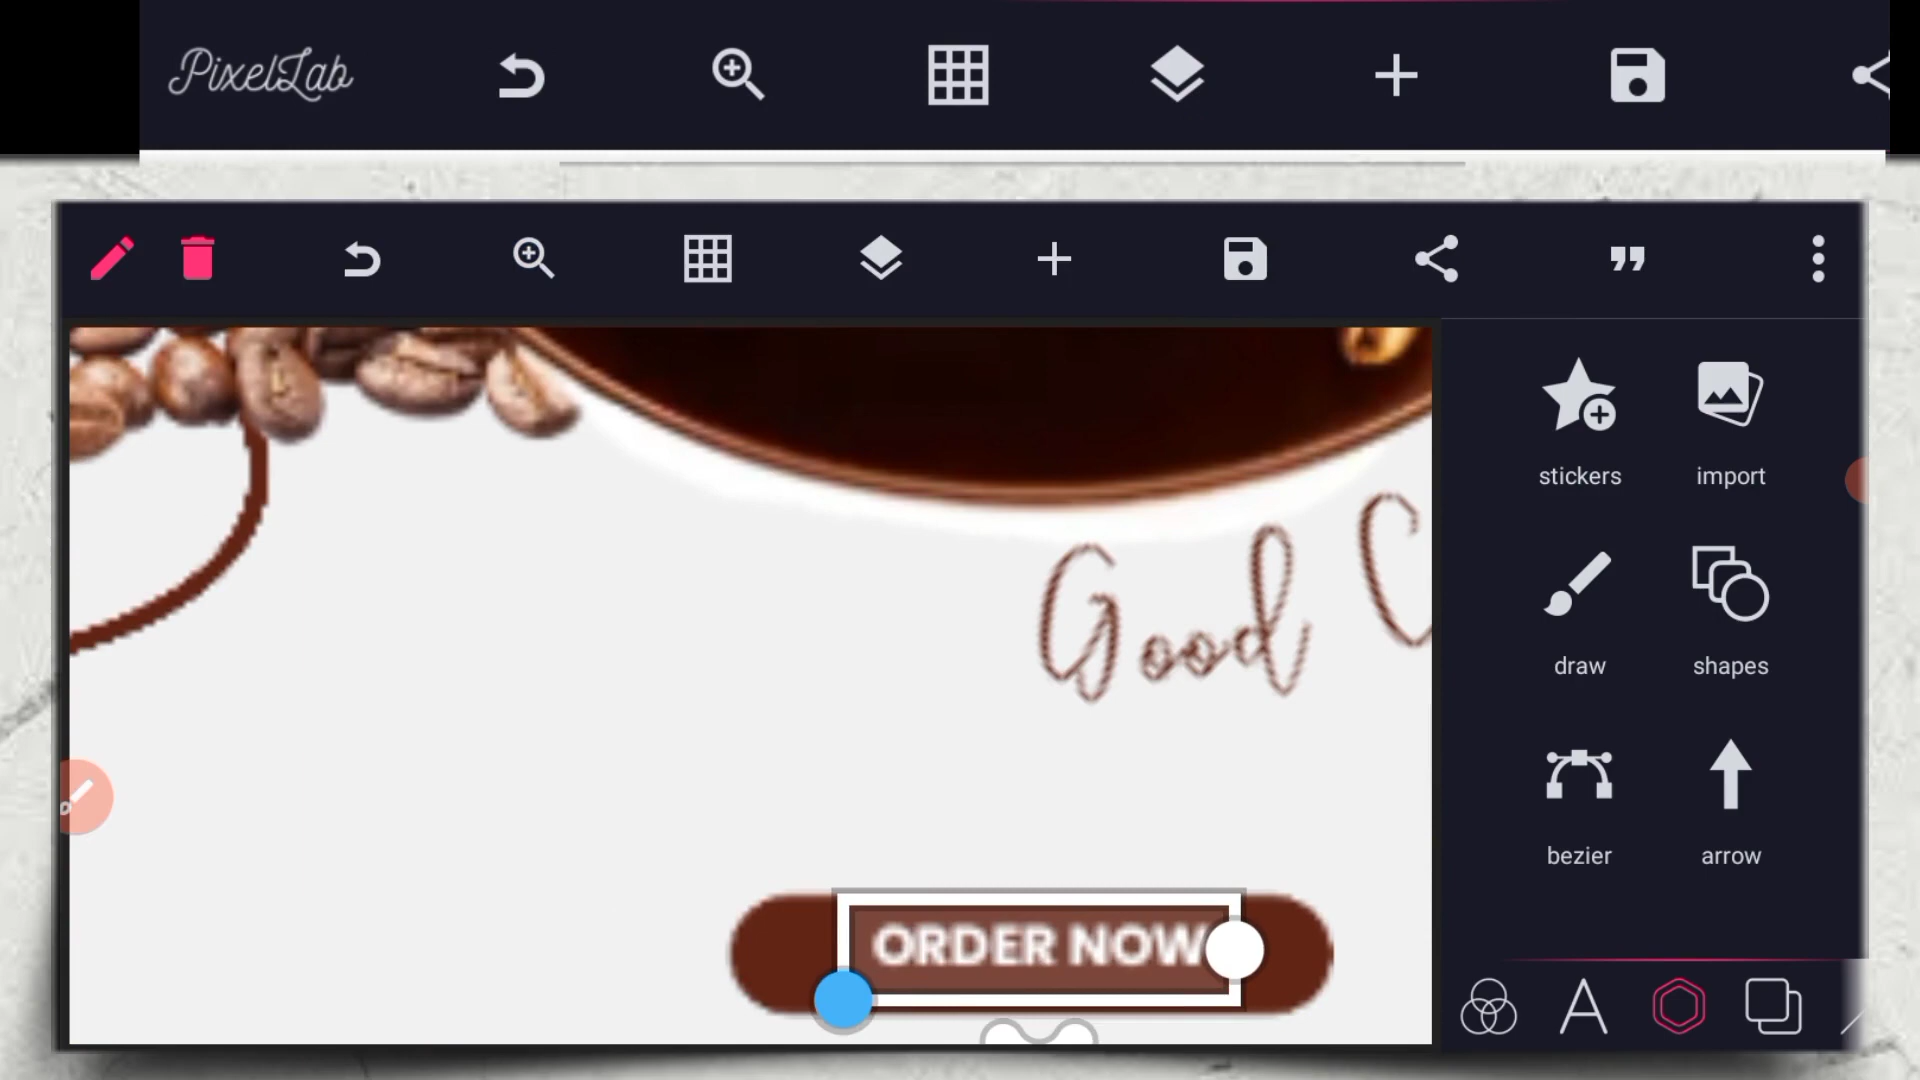 PixelLab
stickers import
Good C
draw shapes
bezier arrow
ORDER NOW